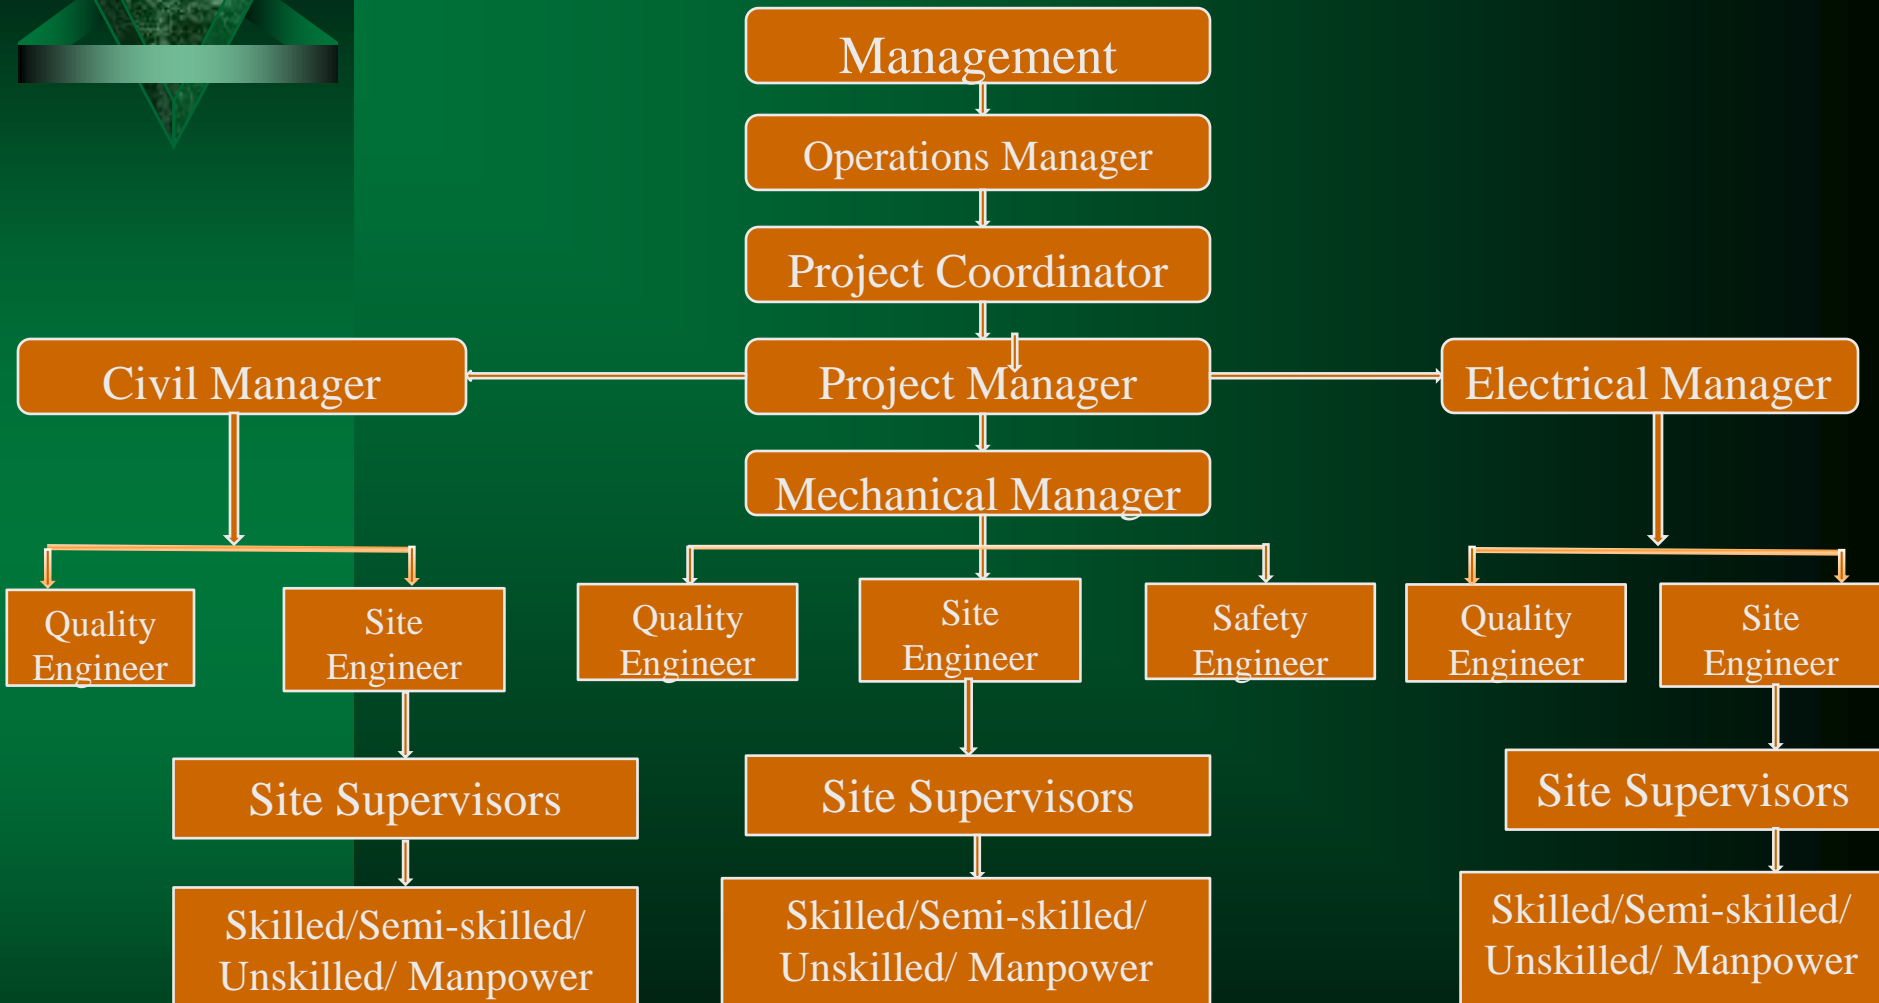 Management
Operations Manager
Project Coordinator
Civil Manager
Project Manager
Electrical Manager
Mechanical Manager
Quality
Engineer
Site
Engineer
Quality
Engineer
Site
Engineer
Safety
Engineer
Quality
Engineer
Site
Engineer
Site Supervisors
Site Supervisors
Site Supervisors
Skilled/Semi-skilled/
Unskilled/ Manpower
Skilled/Semi-skilled/
Unskilled/ Manpower
Skilled/Semi-skilled/
Unskilled/ Manpower